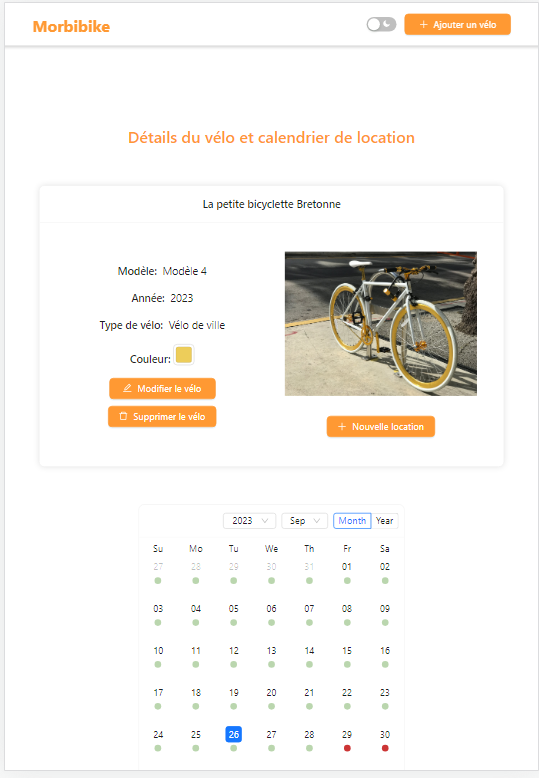 Morbibike
Ajouter un vélo
Détails du vélo et calendrier de location
La petite bicyclette Bretonne
Modèle: Modèle 4
Année: 2023
Type de vélo: Vélo de ville
Couleur:
Modifier le vélo
Supprimer le vélo
Nouvelle location
2023 Sep Month Year
Su Mo Tu We Th Fr Sa
27 28 29 30 31 01 02
03 04 05 06 07 08 09
10 11 12 13 14 15 16
17 18 19 20 21 22 23
24 25 26 27 28 29 30